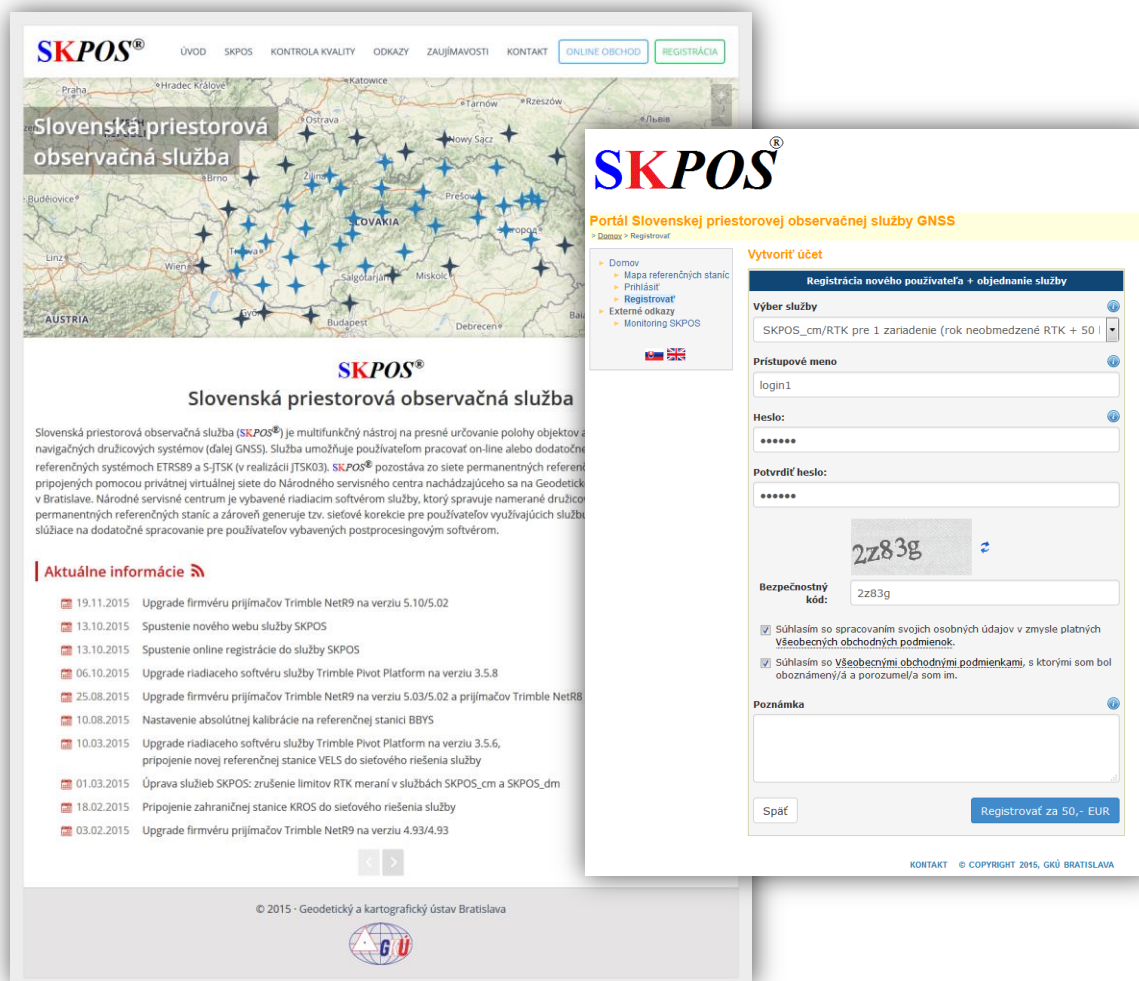 SKPOS®
ÚVOD SKPOS KONTROLA KVALITY ODKAZY ZAUJÍMAVOSTI KONTAKT ONLINE OBCHOD REGISTRÁCIA
Praha
Hradec Králové
Katowice
Tarnów
Rzeszów
Львів
Slovenská priestorová
observačná služba
Ostrava
Nowy Sącz
Brno
Žilina
Prešov
Budějovice
SLOVAKIA
Linz
Wien
Salgótarján
Miskolc
AUSTRIA
Győr
Budapest
Debrecen
SKPOS®
Slovenská priestorová observačná služba
Slovenská priestorová observačná služba (SKPOS®) je multifunkčný nástroj na presné určovanie polohy objektov a
navigačných družicových systémov (ďalej GNSS). Služba umožňuje používateľom pracovať on-line alebo dodatočne
referenčných systémoch ETRS89 a S-JTSK (v realizácii JTSK03). SKPOS® pozostáva zo siete permanentných
pripojených pomocou privátnej virtuálnej siete do Národného servisného centra nachádzajúceho sa na
v Bratislave. Národné servisné centrum je vybavené riadiacim softvérom služby, ktorý spravuje namerané
permanentných referenčných staníc a zároveň generuje tzv. sieťové korekcie pre používateľov využívajúcich
slúžiace na dodatočné spracovanie pre používateľov vybavených postprocesingovým softvérom.
Aktuálne informácie
19.11.2015 Upgrade firmvéru prijímačov Trimble NetR9 na verziu 5.10/5.02
13.10.2015 Spustenie nového webu služby SKPOS
13.10.2015 Spustenie online registrácie do služby SKPOS
06.10.2015 Upgrade riadiaceho softvéru služby Trimble Pivot Platform na verziu 3.5.8
25.08.2015 Upgrade firmvéru prijímačov Trimble NetR9 na verziu 5.03/5.02 a prijímačov Trimble NetR8
10.08.2015 Nastavenie absolútnej kalibrácie na referenčnej stanici BBYS
10.03.2015 Upgrade riadiaceho softvéru služby Trimble Pivot Platform na verziu 3.5.6,
pripojenie novej referenčnej stanice VELS do sieťového riešenia služby
01.03.2015 Úprava služieb SKPOS: zrušenie limitov RTK meraní v službách SKPOS_cm a SKPOS_dm
18.02.2015 Pripojenie zahraničnej stanice KROS do sieťového riešenia služby
03.02.2015 Upgrade firmvéru prijímačov Trimble NetR9 na verziu 4.93/4.93
© 2015 · Geodetický a kartografický ústav Bratislava
GKÚ
SKPOS®
Portál Slovenskej priestorovej observačnej služby GNSS
> Domov > Registrovať
Domov
Mapa referenčných staníc
Prihlásiť
Registrovať
Externé odkazy
Monitoring SKPOS
Vytvoriť účet
Registrácia nového používateľa + objednanie služby
Výber služby
SKPOS_cm/RTK pre 1 zariadenie (rok neobmedzené RTK + 50
Prístupové meno
login1
Heslo:
••••••
Potvrdiť heslo:
••••••
2z83g
Bezpečnostný
kód:
2z83g
Súhlasím so spracovaním svojich osobných údajov v zmysle platných
Všeobecných obchodných podmienok.
Súhlasím so Všeobecnými obchodnými podmienkami, s ktorými som bol
oboznámený/á a porozumel/a som im.
Poznámka
Späť
Registrovať za 50,- EUR
KONTAKT © COPYRIGHT 2015, GKÚ BRATISLAVA